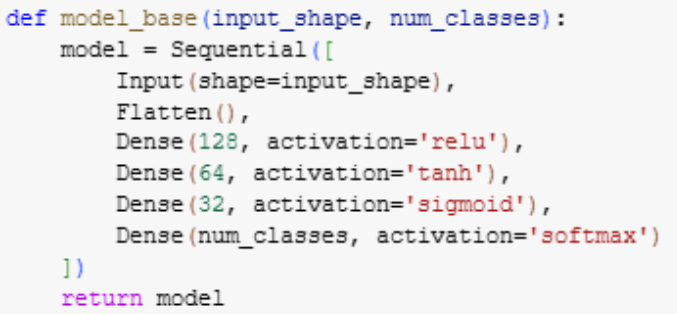 def model_base(input_shape, num_classes):
    model = Sequential([
        Input(shape=input_shape),
        Flatten(),
        Dense(128, activation='relu'),
        Dense(64, activation='tanh'),
        Dense(32, activation='sigmoid'),
        Dense(num_classes, activation='softmax')
    ])
    return model